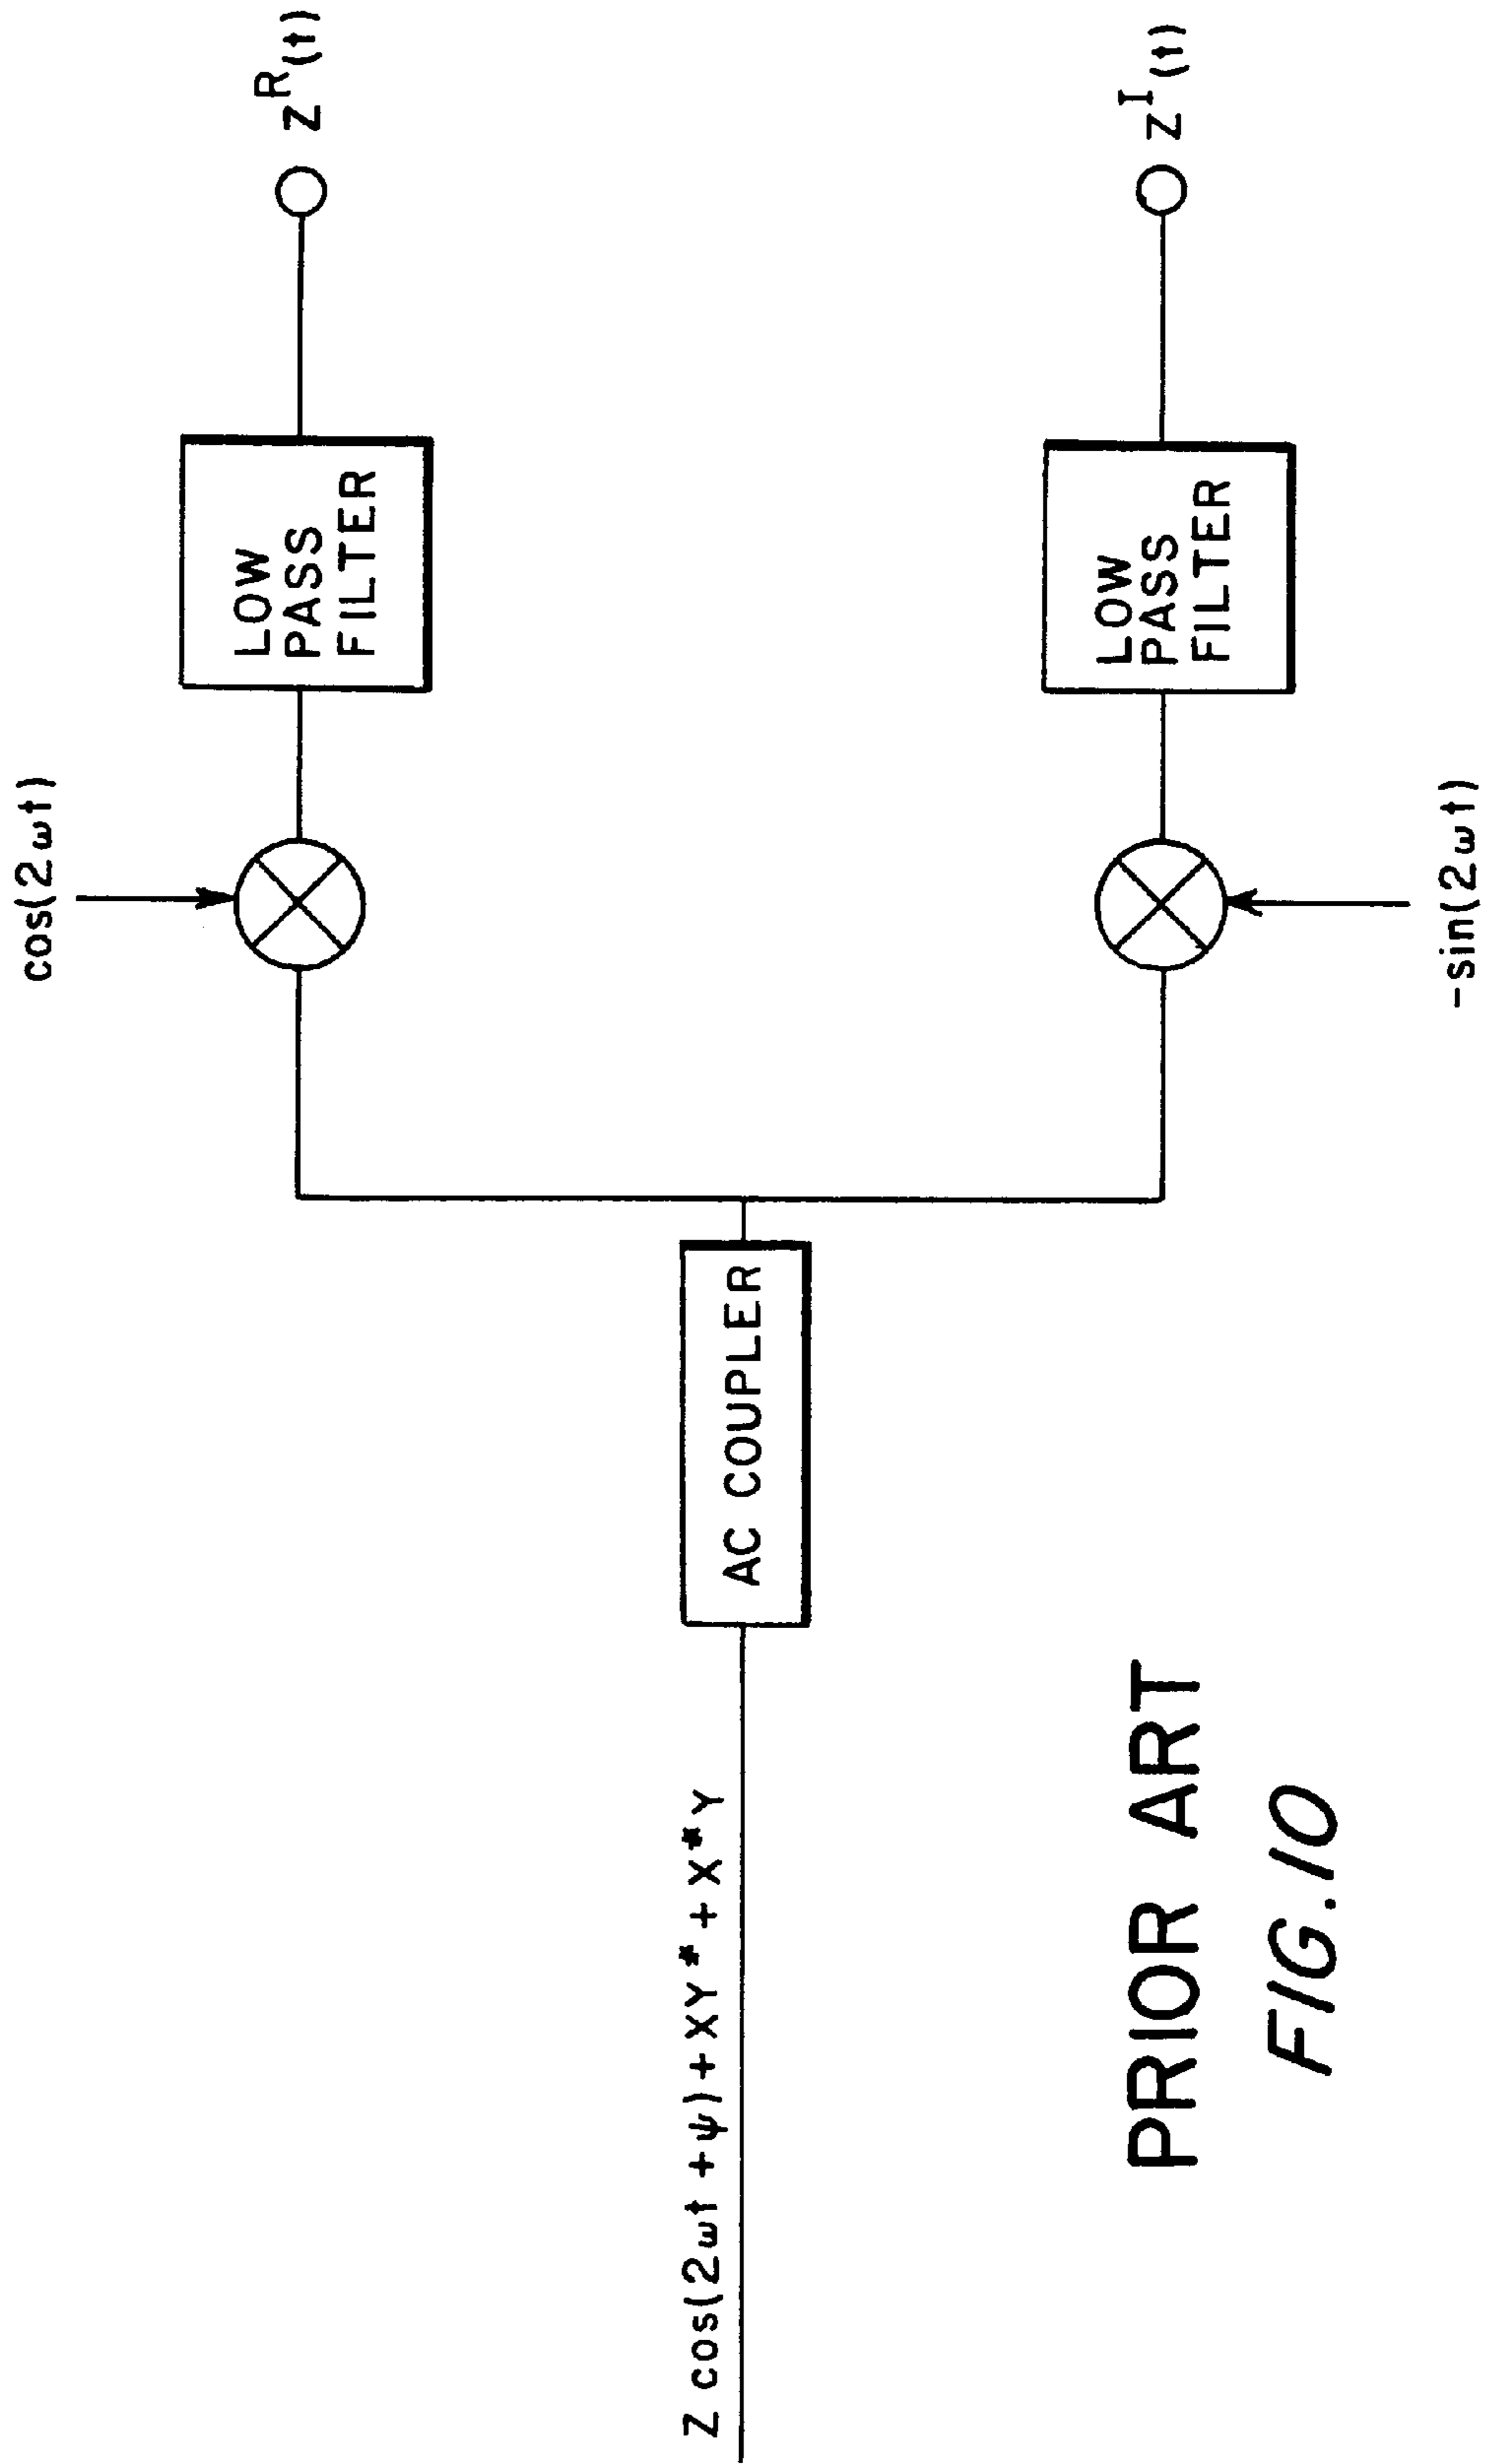 cos(2ωt)
Z cos(2ωt + ψ) + XY* + X*Y
AC COUPLER
LOW
PASS
FILTER
z^R(t)
LOW
PASS
FILTER
z^I(t)
-sin(2ωt)
PRIOR ART
FIG. 10